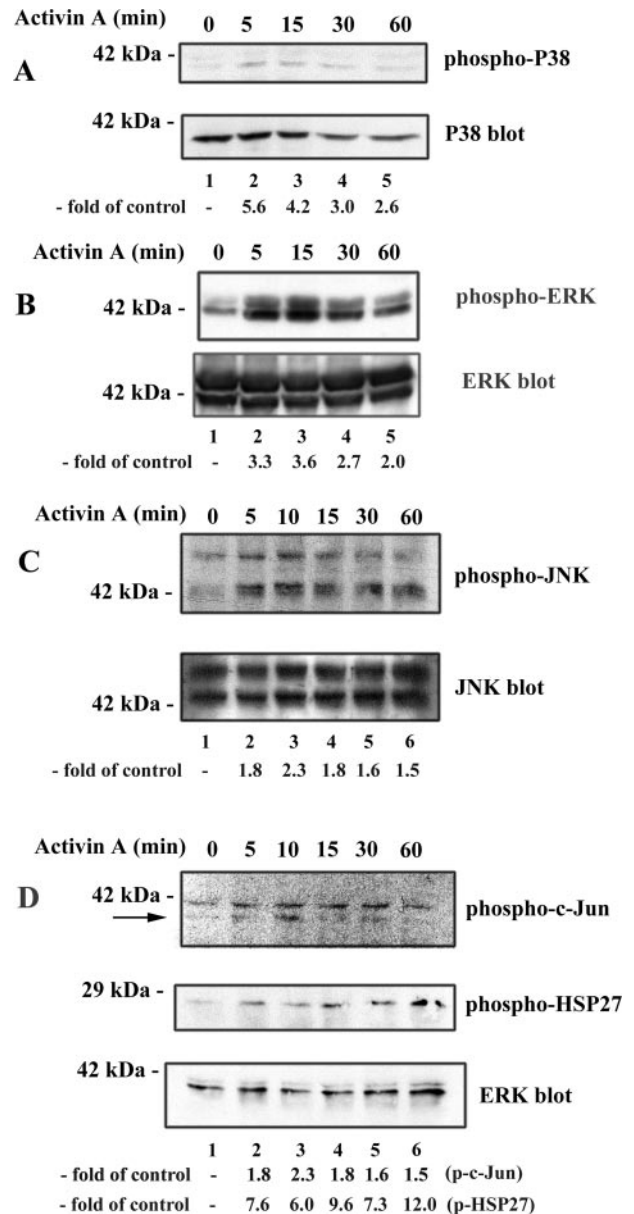 Activin A (min) 0 5 15 30 60
42 kDa -
phospho-P38
A
42 kDa -
P38 blot
1 2 3 4 5
- fold of control - 5.6 4.2 3.0 2.6
Activin A (min) 0 5 15 30 60
B
42 kDa -
phospho-ERK
42 kDa -
ERK blot
1 2 3 4 5
- fold of control - 3.3 3.6 2.7 2.0
Activin A (min) 0 5 10 15 30 60
C
42 kDa -
phospho-JNK
42 kDa -
JNK blot
1 2 3 4 5 6
- fold of control - 1.8 2.3 1.8 1.6 1.5
Activin A (min) 0 5 10 15 30 60
D
42 kDa -
phospho-c-Jun
29 kDa -
phospho-HSP27
42 kDa -
ERK blot
1 2 3 4 5 6
- fold of control - 1.8 2.3 1.8 1.6 1.5 (p-c-Jun)
- fold of control - 7.6 6.0 9.6 7.3 12.0 (p-HSP27)